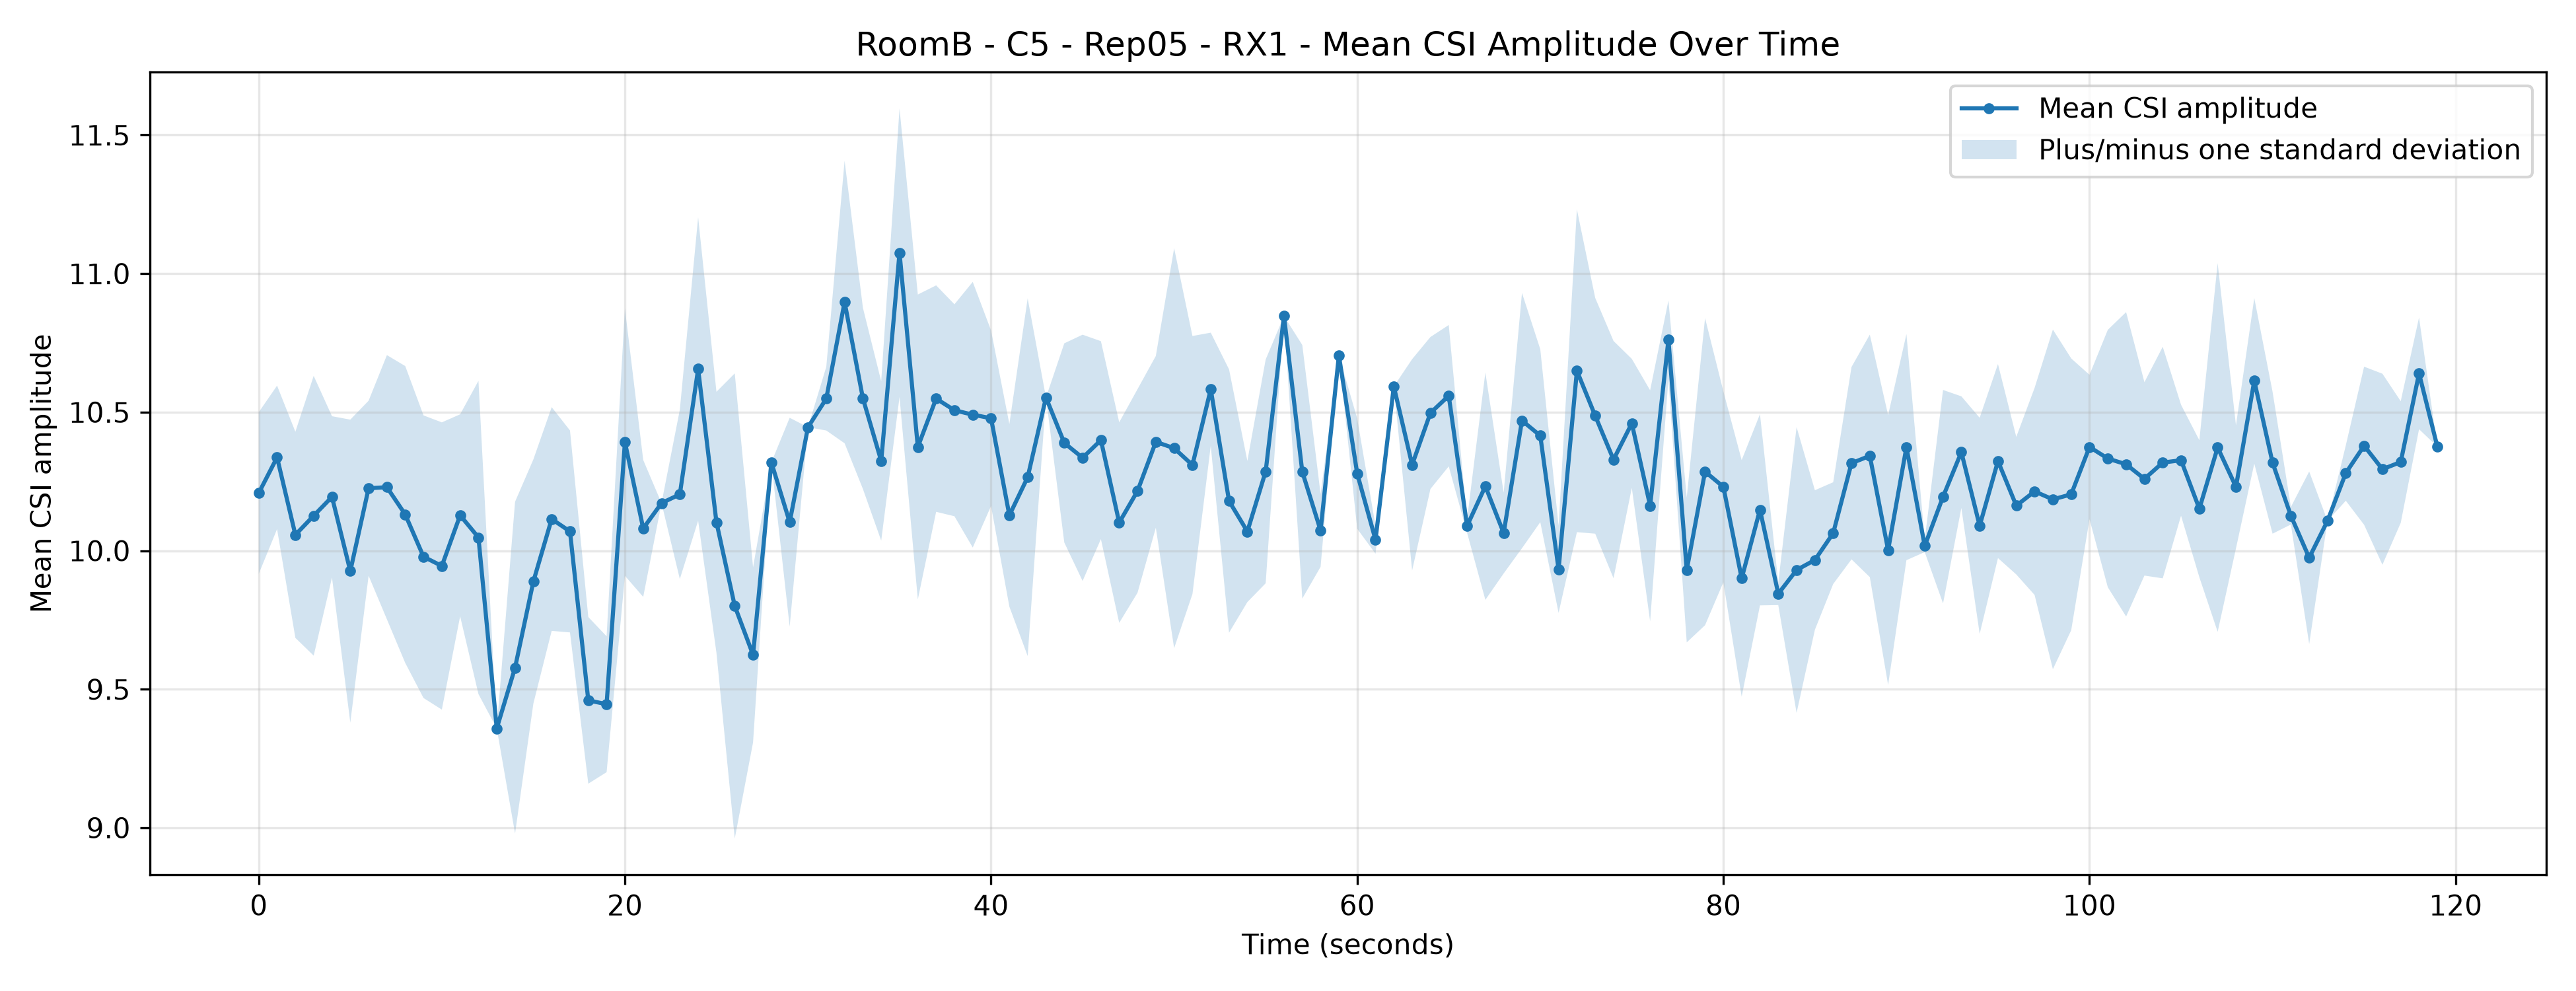 RoomB - C5 - Rep05 - RX1 - Mean CSI Amplitude Over Time
Mean CSI amplitude
Plus/minus one standard deviation
11.5
11.0
10.5
10.0
9.5
9.0
Mean CSI amplitude
0 20 40 60 80 100 120
Time (seconds)